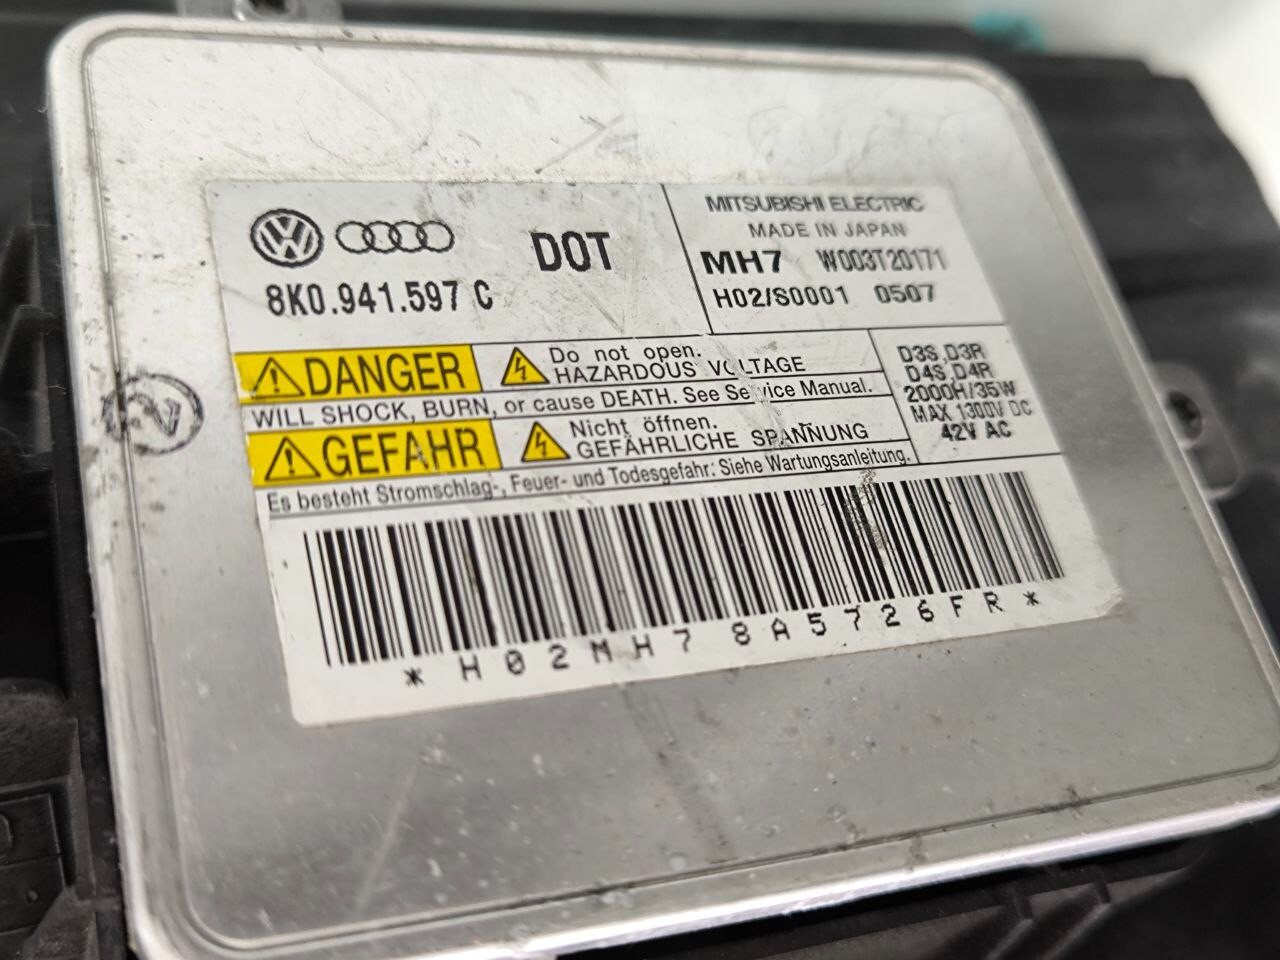 DOT
8K0.941.597 C
MITSUBISHI ELECTRIC
MADE IN JAPAN
MH7 W003T20171
H02/S0001 0507
DANGER
Do not open.
HAZARDOUS VOLTAGE
WILL SHOCK, BURN, or cause DEATH. See Service Manual.
GEFAHR
Nicht öffnen.
GEFÄHRLICHE SPANNUNG
Es besteht Stromschlag-, Feuer- und Todesgefahr: Siehe Wartungsanleitung.
D3S,D3R
D4S,D4R
2000H/35W
MAX 1300V DC
42V AC
*H02MH78A5726FR*